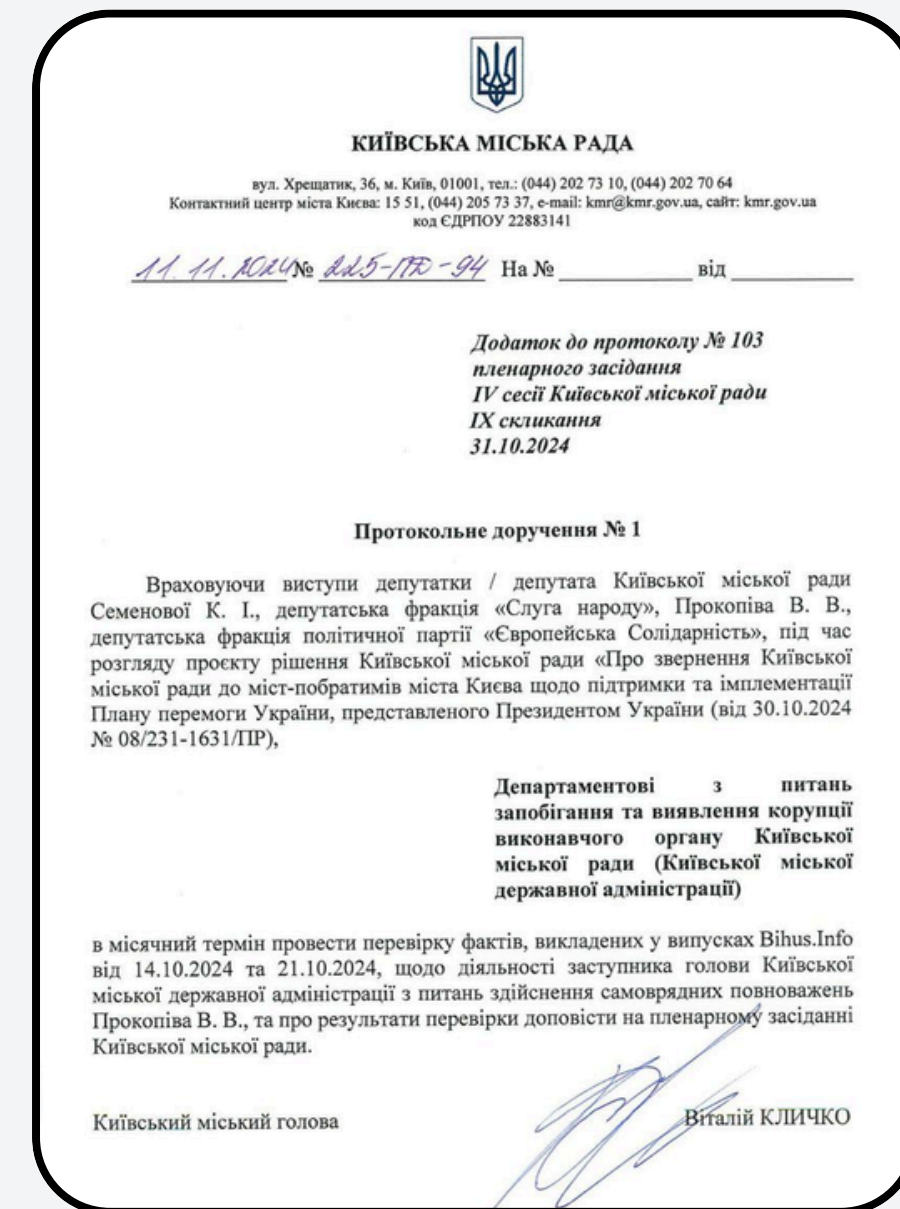 КИЇВСЬКА МІСЬКА РАДА
вул. Хрещатик, 36, м. Київ, 01001, тел.: (044) 202 73 10, (044) 202 70 64
Контактний центр міста Києва: 15 51, (044) 205 73 37, e-mail: kmr@kmr.gov.ua, сайт: kmr.gov.ua
код ЄДРПОУ 22883141
11.11.2024 № 225-ПД-94 На № ____________ від ___________
Додаток до протоколу № 103
пленарного засідання
IV сесії Київської міської ради
IX скликання
31.10.2024
Протокольне доручення № 1
Враховуючи виступи депутатки / депутата Київської міської ради
Семенової К. І., депутатська фракція «Слуга народу», Прокопіва В. В.,
депутатська фракція політичної партії «Європейська Солідарність», під час
розгляду проєкту рішення Київської міської ради «Про звернення Київської
міської ради до міст-побратимів міста Києва щодо підтримки та імплементації
Плану перемоги України, представленого Президентом України (від 30.10.2024
№ 08/231-1631/ПР),
Департаментові з питань
запобігання та виявлення корупції
виконавчого органу Київської
міської ради (Київської міської
державної адміністрації)
в місячний термін провести перевірку фактів, викладених у випусках Bihus.Info
від 14.10.2024 та 21.10.2024, щодо діяльності заступника голови Київської
міської державної адміністрації з питань здійснення самоврядних повноважень
Прокопіва В. В., та про результати перевірки доповісти на пленарному засіданні
Київської міської ради.
Київський міський голова Віталій КЛИЧКО